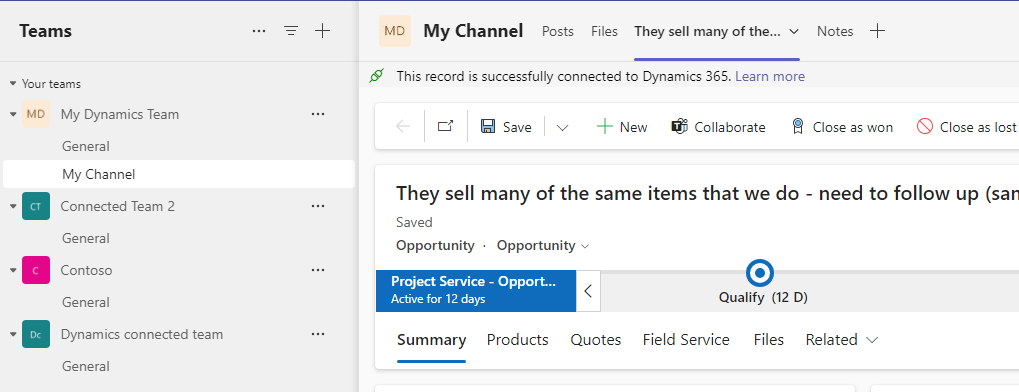 Teams
Your teams
MD My Dynamics Team
General
My Channel
CT Connected Team 2
General
C Contoso
General
Dc Dynamics connected team
General
MD My Channel Posts Files They sell many of the... Notes
This record is successfully connected to Dynamics 365. Learn more
Save New Collaborate Close as won Close as lost
They sell many of the same items that we do - need to follow up (sam
Saved
Opportunity · Opportunity
Project Service - Opport...
Active for 12 days
Qualify (12 D)
Summary Products Quotes Field Service Files Related